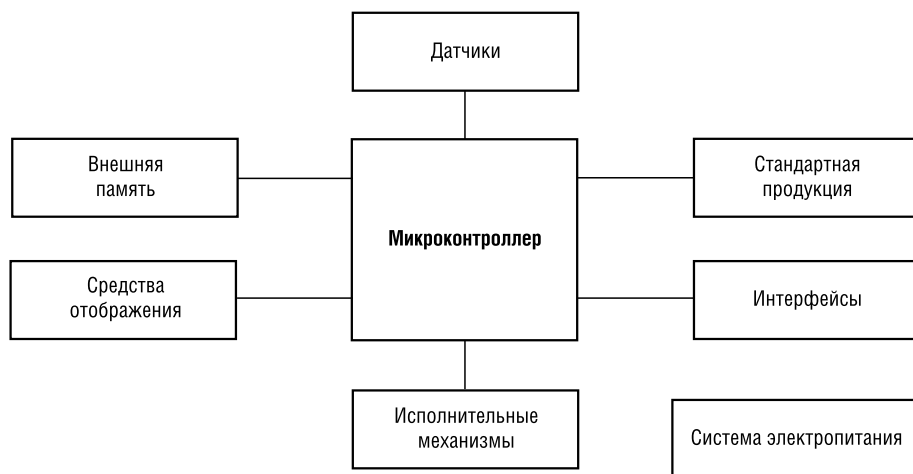 Датчики
Внешняя
память
Стандартная
продукция
Микроконтроллер
Средства
отображения
Интерфейсы
Исполнительные
механизмы
Система электропитания